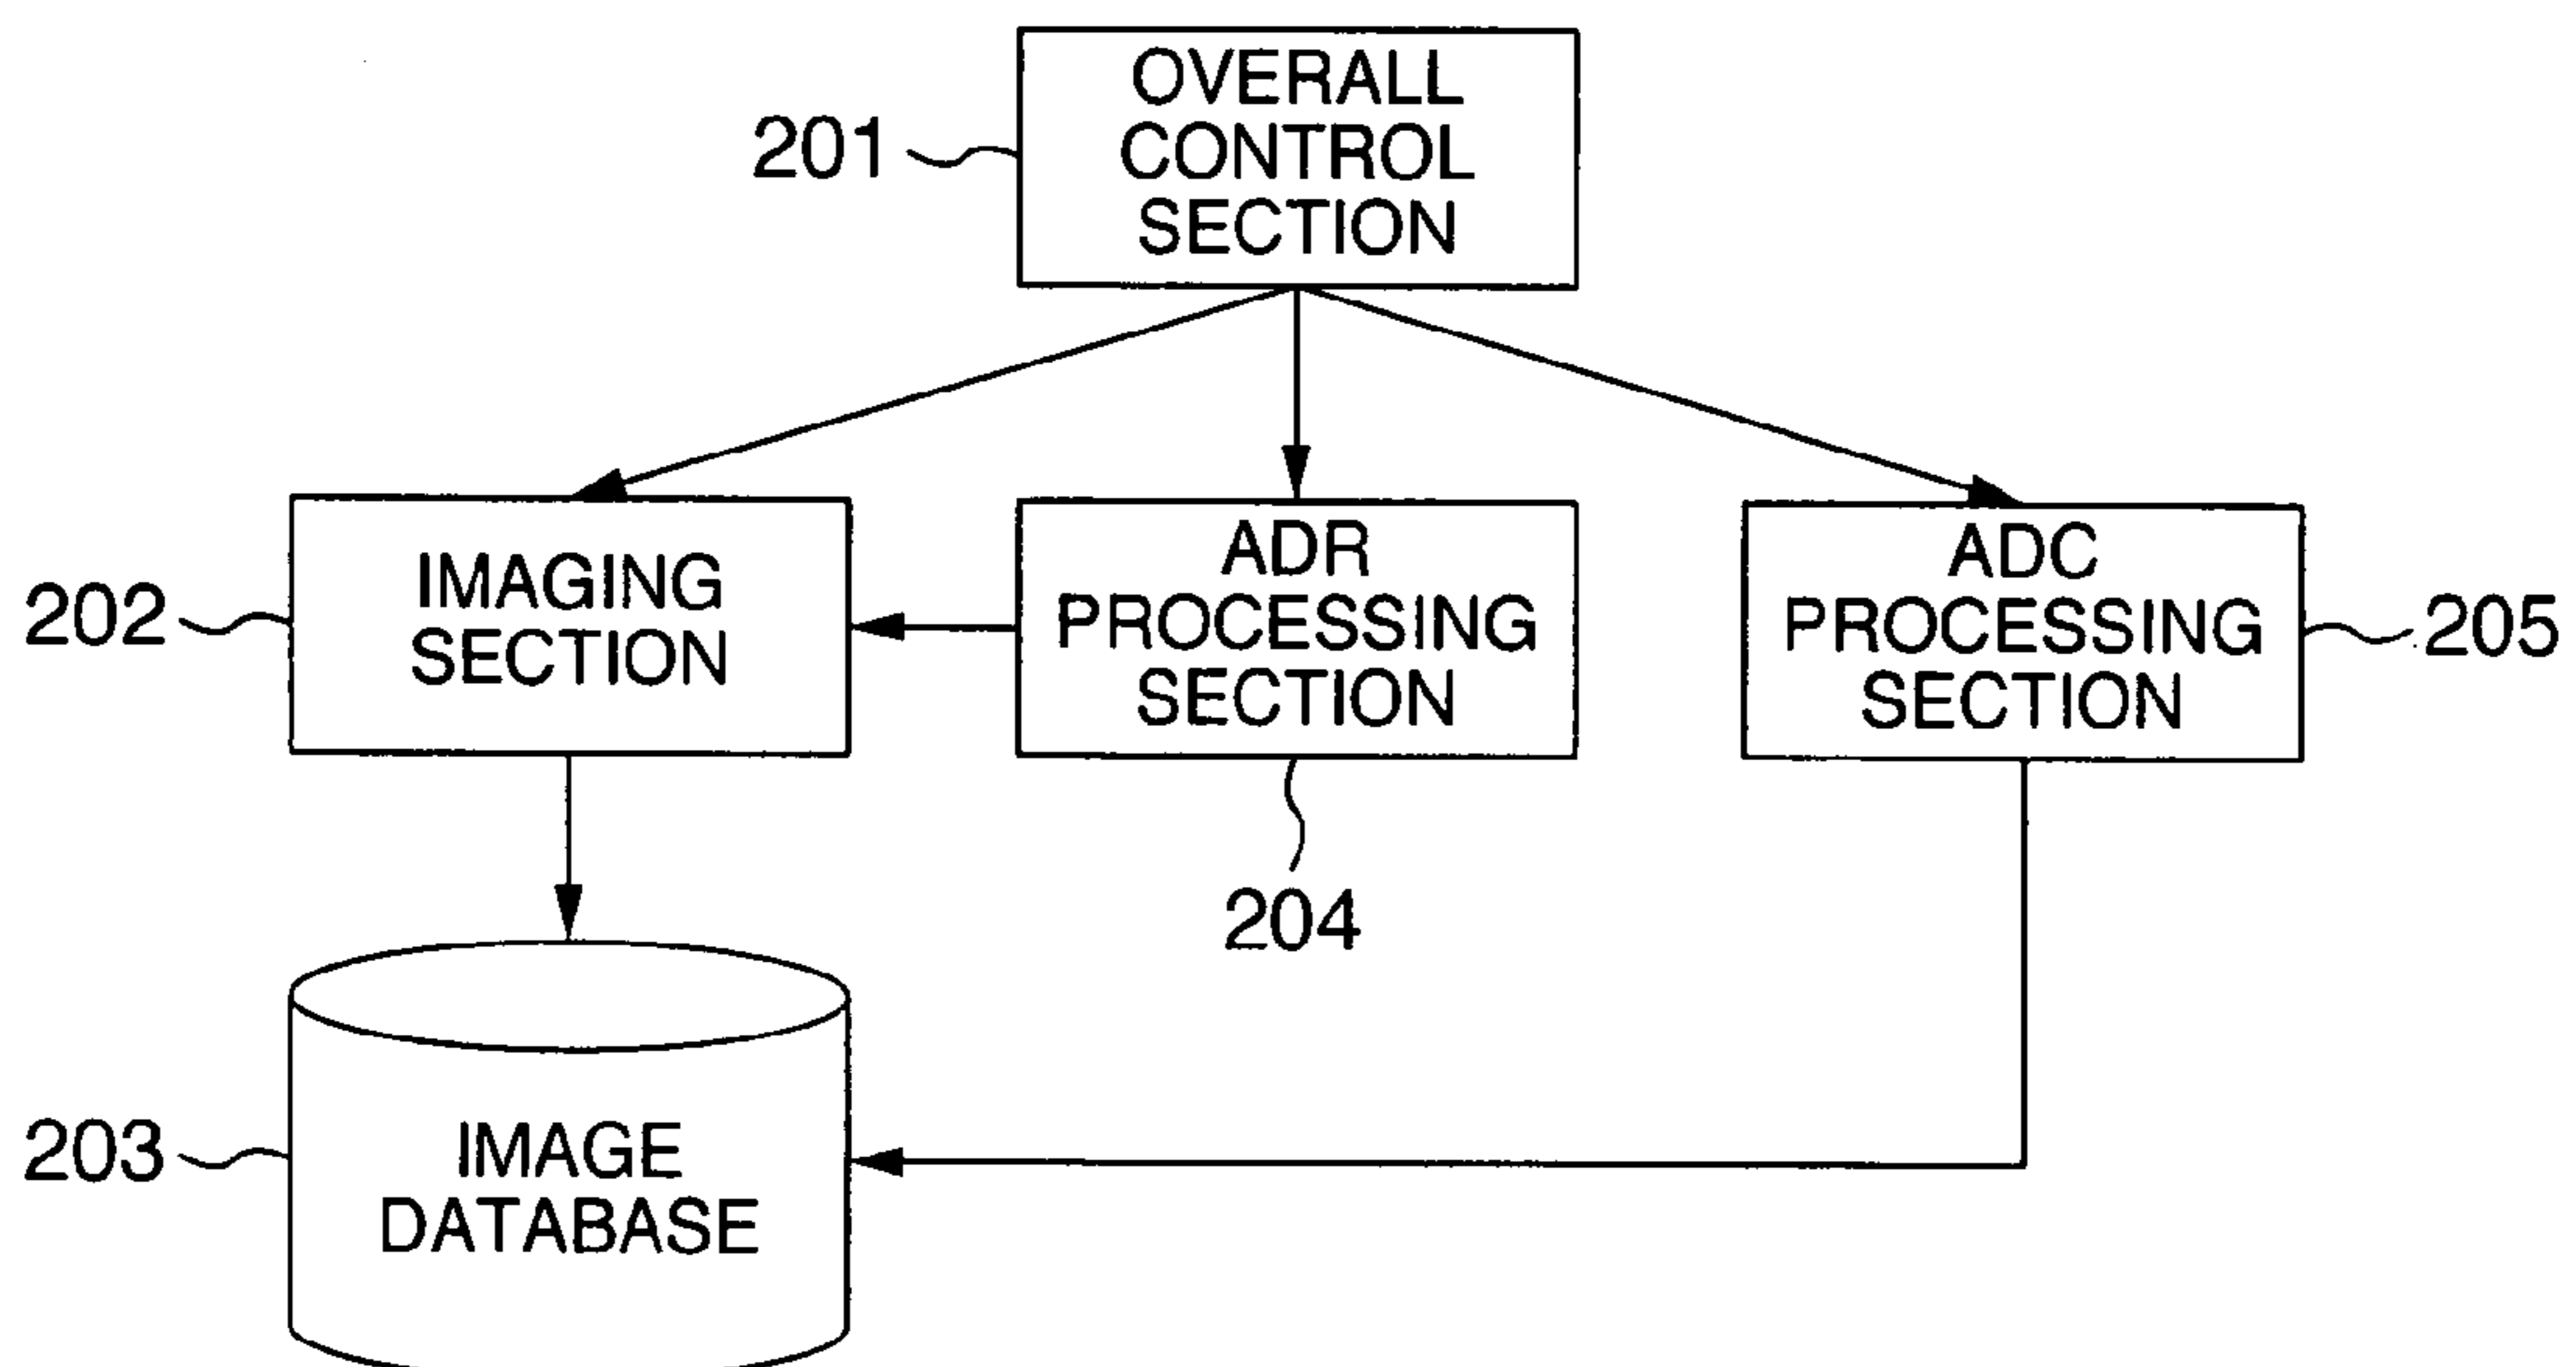 OVERALL
CONTROL
SECTION
201
IMAGING
SECTION
202
ADR
PROCESSING
SECTION
204
ADC
PROCESSING
SECTION
205
IMAGE
DATABASE
203